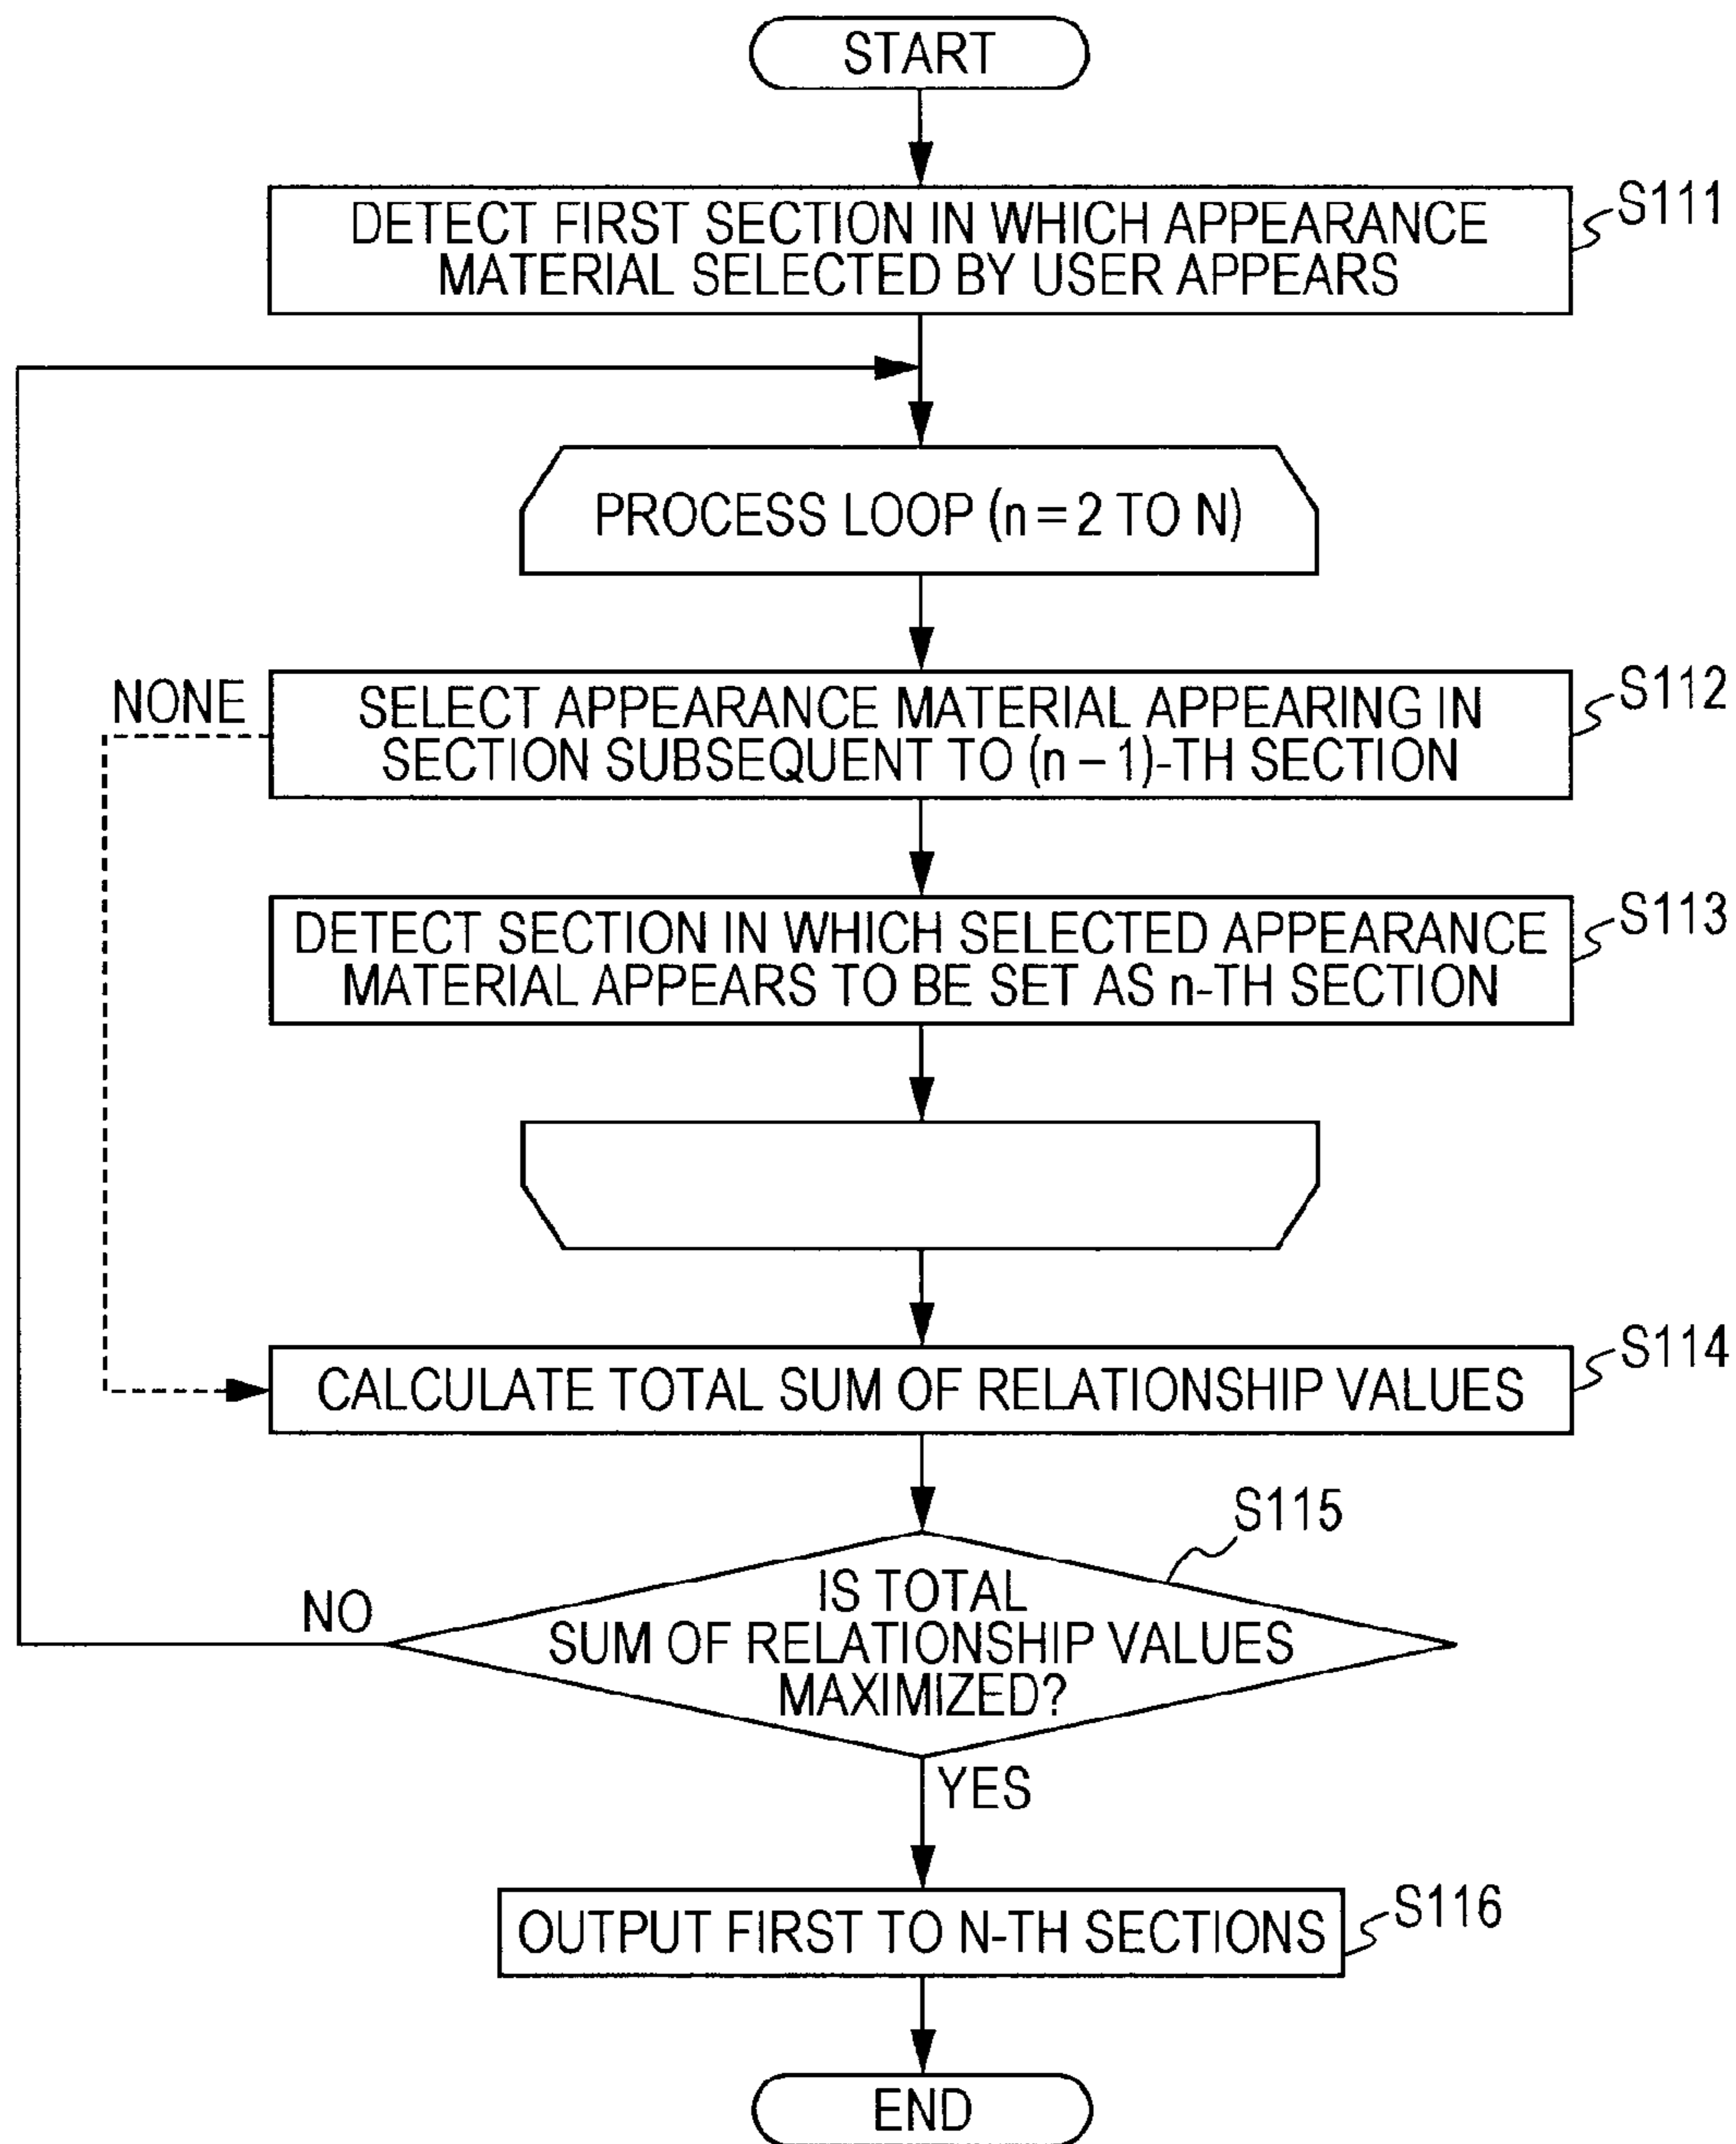 START
DETECT FIRST SECTION IN WHICH APPEARANCE
MATERIAL SELECTED BY USER APPEARS
S111
PROCESS LOOP (n = 2 TO N)
NONE
SELECT APPEARANCE MATERIAL APPEARING IN
SECTION SUBSEQUENT TO (n – 1)-TH SECTION
S112
DETECT SECTION IN WHICH SELECTED APPEARANCE
MATERIAL APPEARS TO BE SET AS n-TH SECTION
S113
CALCULATE TOTAL SUM OF RELATIONSHIP VALUES
S114
S115
IS TOTAL
SUM OF RELATIONSHIP VALUES
MAXIMIZED?
NO
YES
OUTPUT FIRST TO N-TH SECTIONS
S116
END